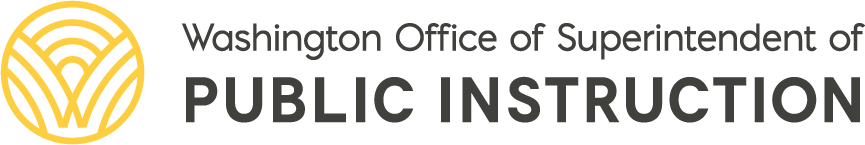 Washington Office of Superintendent of
PUBLIC INSTRUCTION